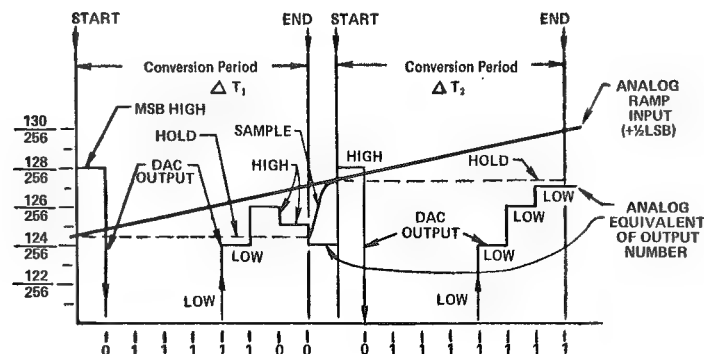 START
END
START
END
Conversion Period
Δ T₁
Conversion Period
Δ T₂
ANALOG
RAMP
INPUT
(+½LSB)
MSB HIGH
130
256
HOLD
SAMPLE
128
256
DAC
OUTPUT
HIGH
HIGH
HOLD
126
256
LOW
DAC
OUTPUT
LOW
ANALOG
EQUIVALENT
OF OUTPUT
NUMBER
124
256
LOW
LOW
122
256
LOW
LOW
0 1 1 1 1 1 0 0
0 1 1 1 1 1 1 1